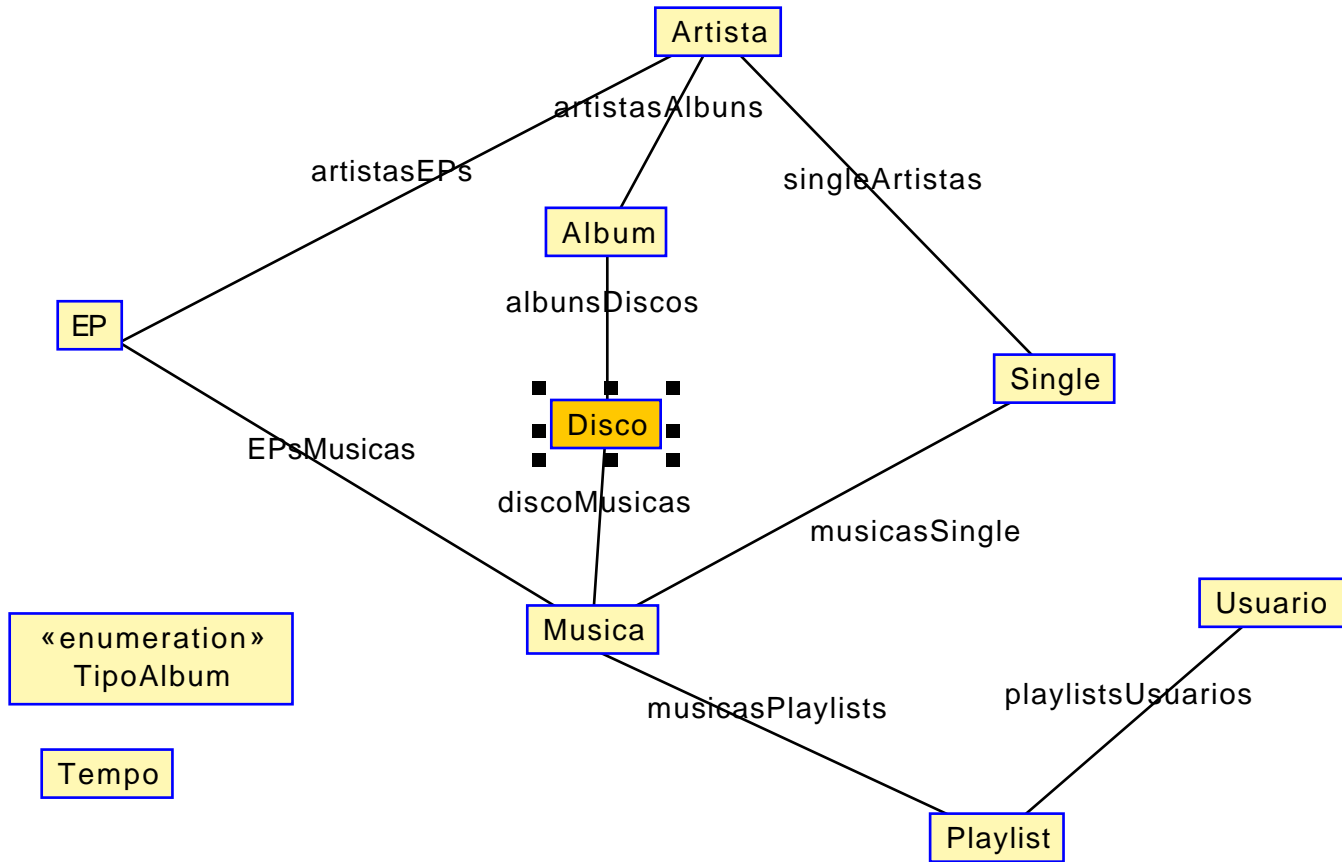 Artista
artistasAlbuns
artistasEPs
singleArtistas
Album
albunsDiscos
EP
Single
Disco
EPsMusicas
discoMusicas
musicasSingle
Usuario
Musica
«enumeration»
TipoAlbum
playlistsUsuarios
musicasPlaylists
Tempo
Playlist